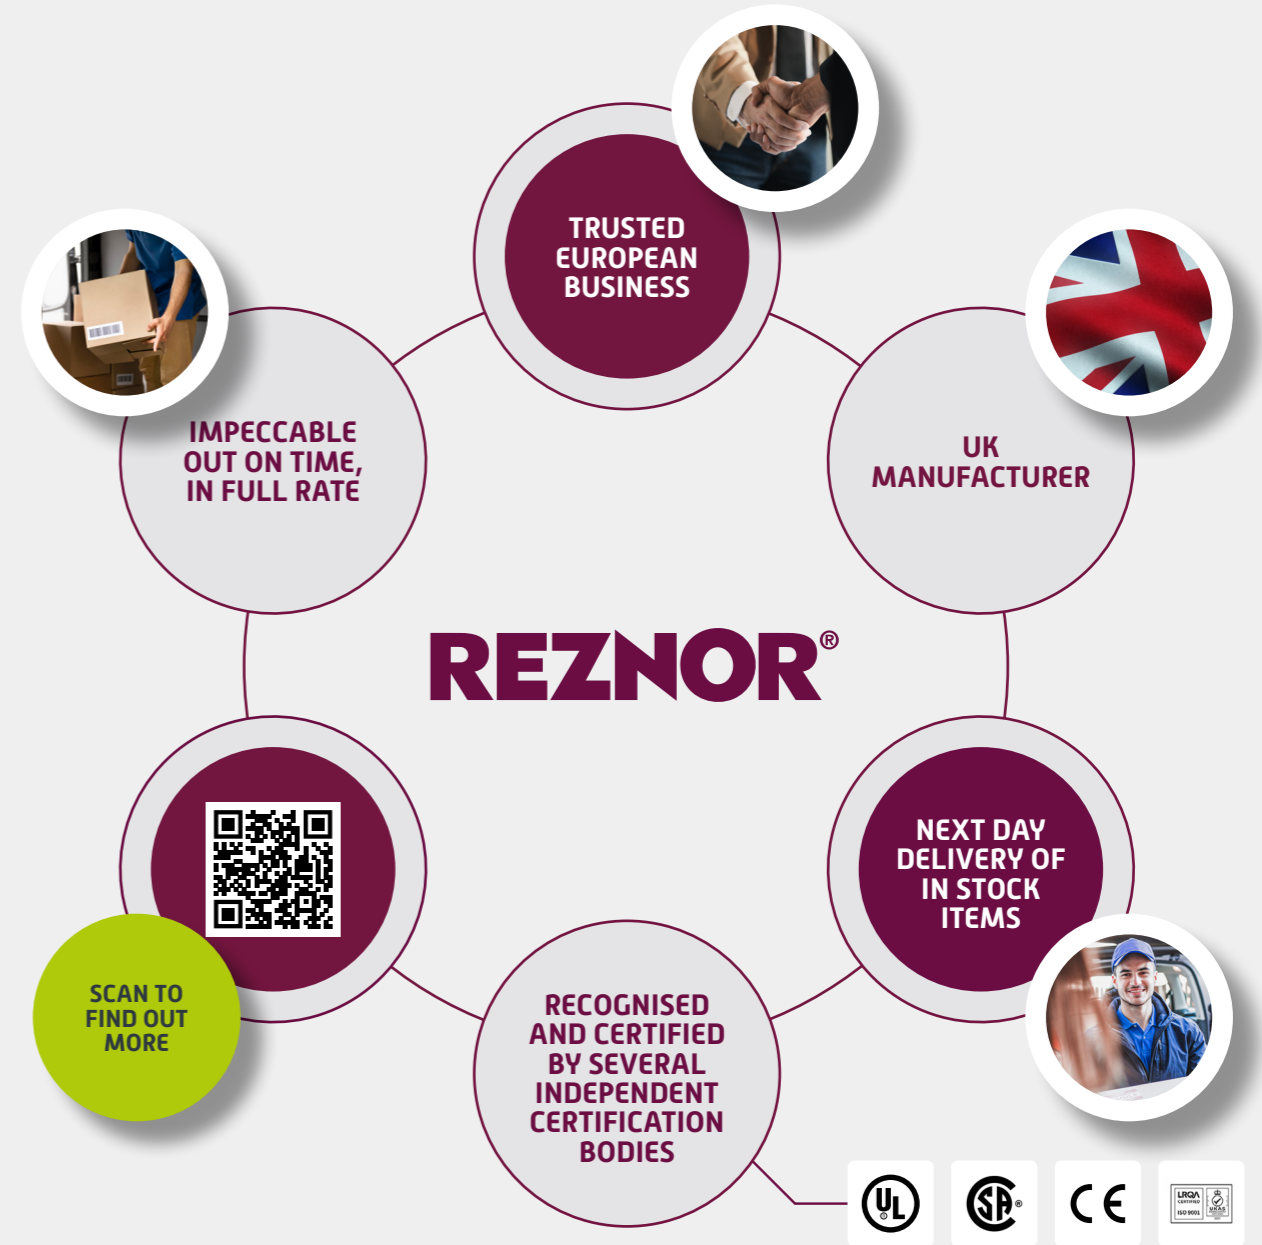 TRUSTED
EUROPEAN
BUSINESS
IMPECCABLE
OUT ON TIME,
IN FULL RATE
UK
MANUFACTURER
REZNOR®
NEXT DAY
DELIVERY OF
IN STOCK
ITEMS
SCAN TO
FIND OUT
MORE
RECOGNISED
AND CERTIFIED
BY SEVERAL
INDEPENDENT
CERTIFICATION
BODIES
UL
SA®
CE
LRQA
CERTIFIED
ISO 9001
UKAS